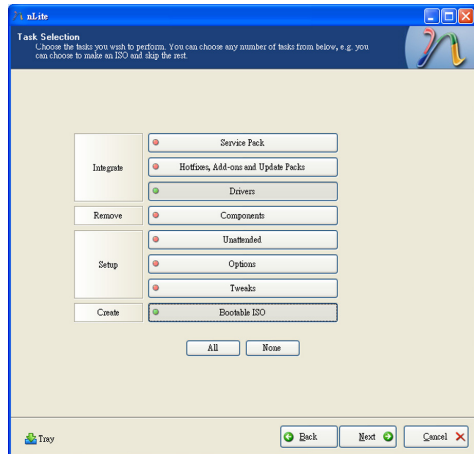 nLite
Task Selection
Choose the tasks you wish to perform. You can choose any number of tasks from below, e.g. you
can choose to make an ISO and skip the rest.
Integrate
Service Pack
Hotfixes, Add-ons and Update Packs
Drivers
Remove
Components
Setup
Unattended
Options
Tweaks
Create
Bootable ISO
All
None
Tray
Back
Next
Cancel